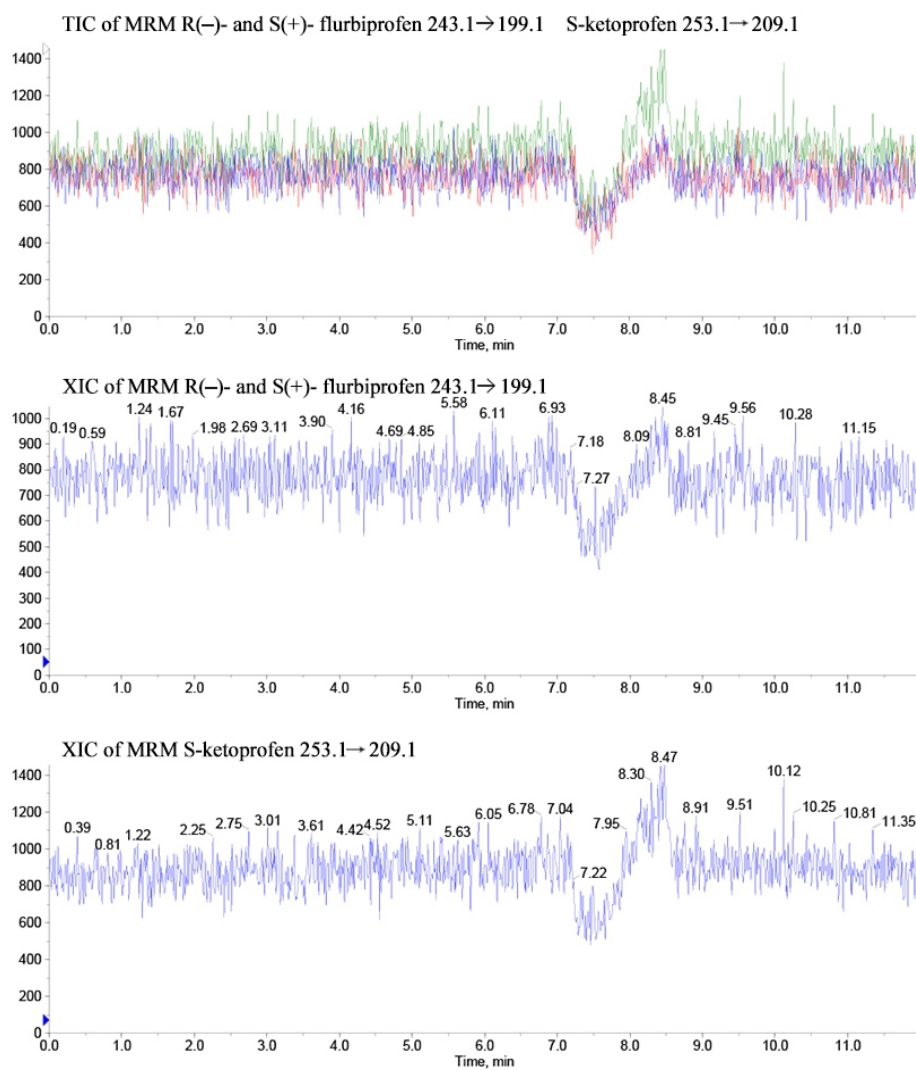 TIC of MRM R(–)- and S(+)- flurbiprofen 243.1→199.1 S-ketoprofen 253.1→209.1
1400
1200
1000
800
600
400
200
0
0.0 1.0 2.0 3.0 4.0 5.0 6.0 7.0 8.0 9.0 10.0 11.0
Time, min
XIC of MRM R(–)- and S(+)- flurbiprofen 243.1→199.1
0.19 0.59 1.24 1.67 1.98 2.69 3.11 3.90 4.16 4.69 4.85 5.58 6.11 6.93 7.18 7.27 8.09 8.45 8.81 9.45 9.56 10.28 11.15
1000
900
800
700
600
500
400
300
200
100
0
0.0 1.0 2.0 3.0 4.0 5.0 6.0 7.0 8.0 9.0 10.0 11.0
Time, min
XIC of MRM S-ketoprofen 253.1→209.1
0.39 0.81 1.22 2.25 2.75 3.01 3.61 4.42 4.52 5.11 5.63 6.05 6.78 7.04 7.22 7.95 8.30 8.47 8.91 9.51 10.12 10.25 10.81 11.35
1400
1200
1000
800
600
400
200
0
0.0 1.0 2.0 3.0 4.0 5.0 6.0 7.0 8.0 9.0 10.0 11.0
Time, min